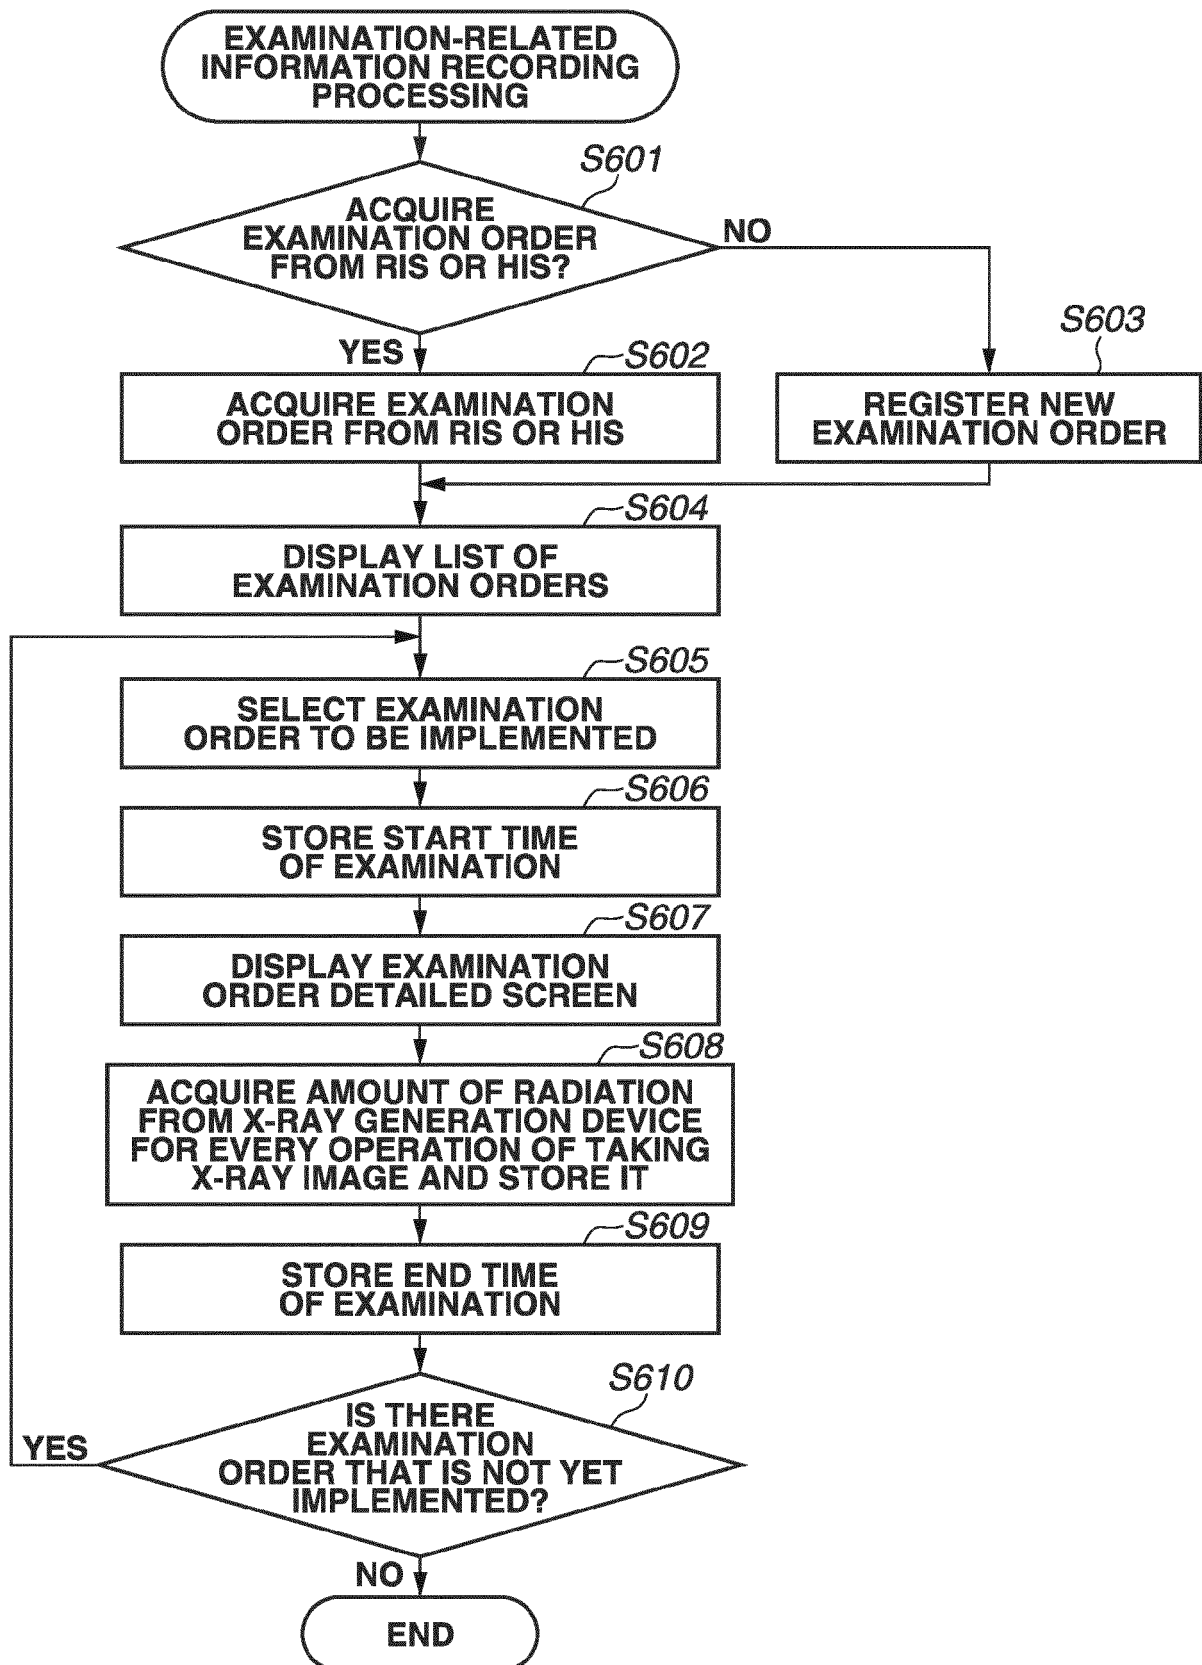 EXAMINATION-RELATED
INFORMATION RECORDING
PROCESSING
S601
ACQUIRE
EXAMINATION ORDER
FROM RIS OR HIS?
NO
YES
S602
ACQUIRE EXAMINATION
ORDER FROM RIS OR HIS
S603
REGISTER NEW
EXAMINATION ORDER
S604
DISPLAY LIST OF
EXAMINATION ORDERS
S605
SELECT EXAMINATION
ORDER TO BE IMPLEMENTED
S606
STORE START TIME
OF EXAMINATION
S607
DISPLAY EXAMINATION
ORDER DETAILED SCREEN
S608
ACQUIRE AMOUNT OF RADIATION
FROM X-RAY GENERATION DEVICE
FOR EVERY OPERATION OF TAKING
X-RAY IMAGE AND STORE IT
S609
STORE END TIME
OF EXAMINATION
S610
IS THERE
EXAMINATION
ORDER THAT IS NOT YET
IMPLEMENTED?
YES
NO
END